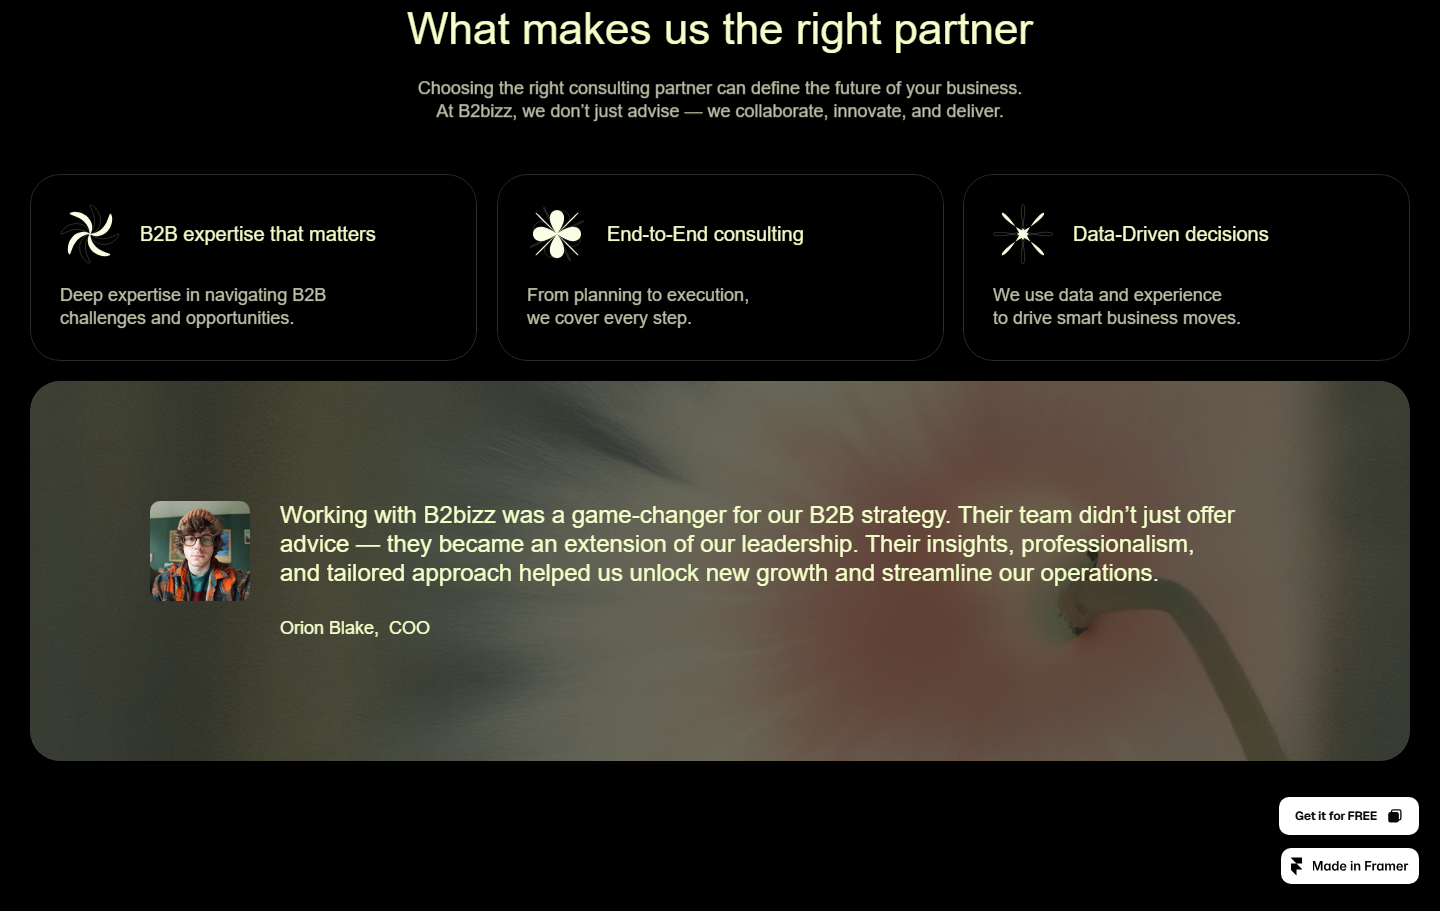 What makes us the right partner
Choosing the right consulting partner can define the future of your business.
At B2bizz, we don’t just advise — we collaborate, innovate, and deliver.
B2B expertise that matters
Deep expertise in navigating B2B
challenges and opportunities.
End-to-End consulting
From planning to execution,
we cover every step.
Data-Driven decisions
We use data and experience
to drive smart business moves.
Working with B2bizz was a game-changer for our B2B strategy. Their team didn’t just offer
advice — they became an extension of our leadership. Their insights, professionalism,
and tailored approach helped us unlock new growth and streamline our operations.
Orion Blake, COO
Get it for FREE
Made in Framer